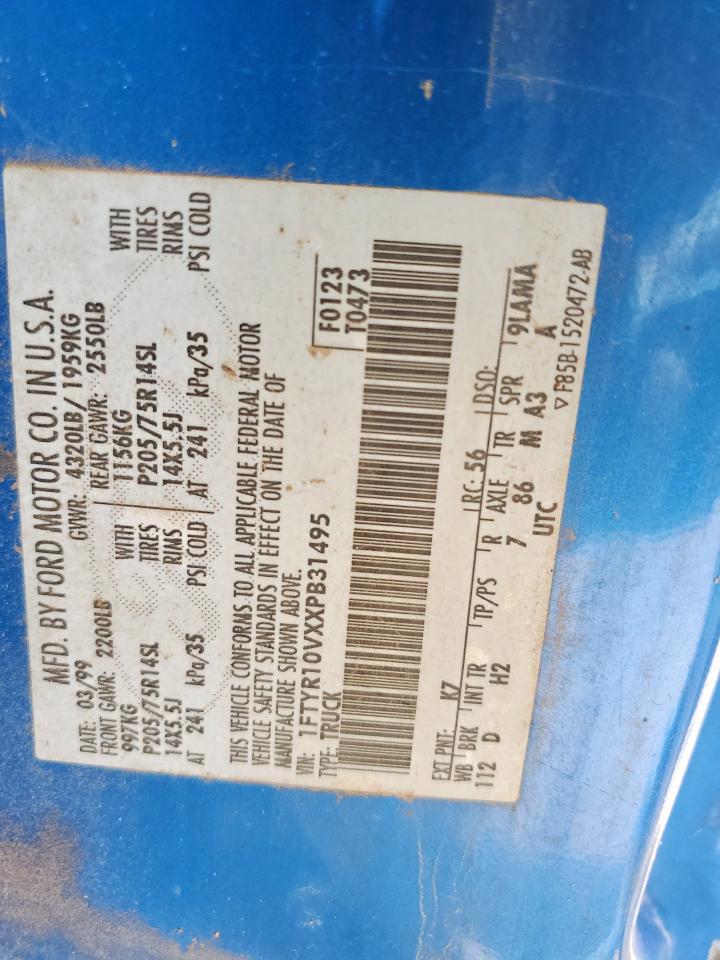 MFD. BY FORD MOTOR CO. IN U.S.A.
DATE: 03/99 GVWR: 4320LB/ 1959KG
FRONT GAWR: 2200LB REAR GAWR: 2550LB
997KG WITH 1156KG WITH
P205/75R14SL TIRES P205/75R14SL TIRES
14X5.5J RIMS 14X5.5J RIMS
AT 241 kPa/35 PSI COLD AT 241 kPa/35 PSI COLD
THIS VEHICLE CONFORMS TO ALL APPLICABLE FEDERAL MOTOR
VEHICLE SAFETY STANDARDS IN EFFECT ON THE DATE OF
MANUFACTURE SHOWN ABOVE.
VIN: 1FTYR10VXXPB31495 F0123
TYPE: TRUCK T0473
EXT PNT: K7 RC: 56 DSO:
WB BRK INT TR TP/PS R AXLE TR SPR 9LAMA
112 D H2 7 86 M A3 A
UTC ▽ F85B-1520472-AB